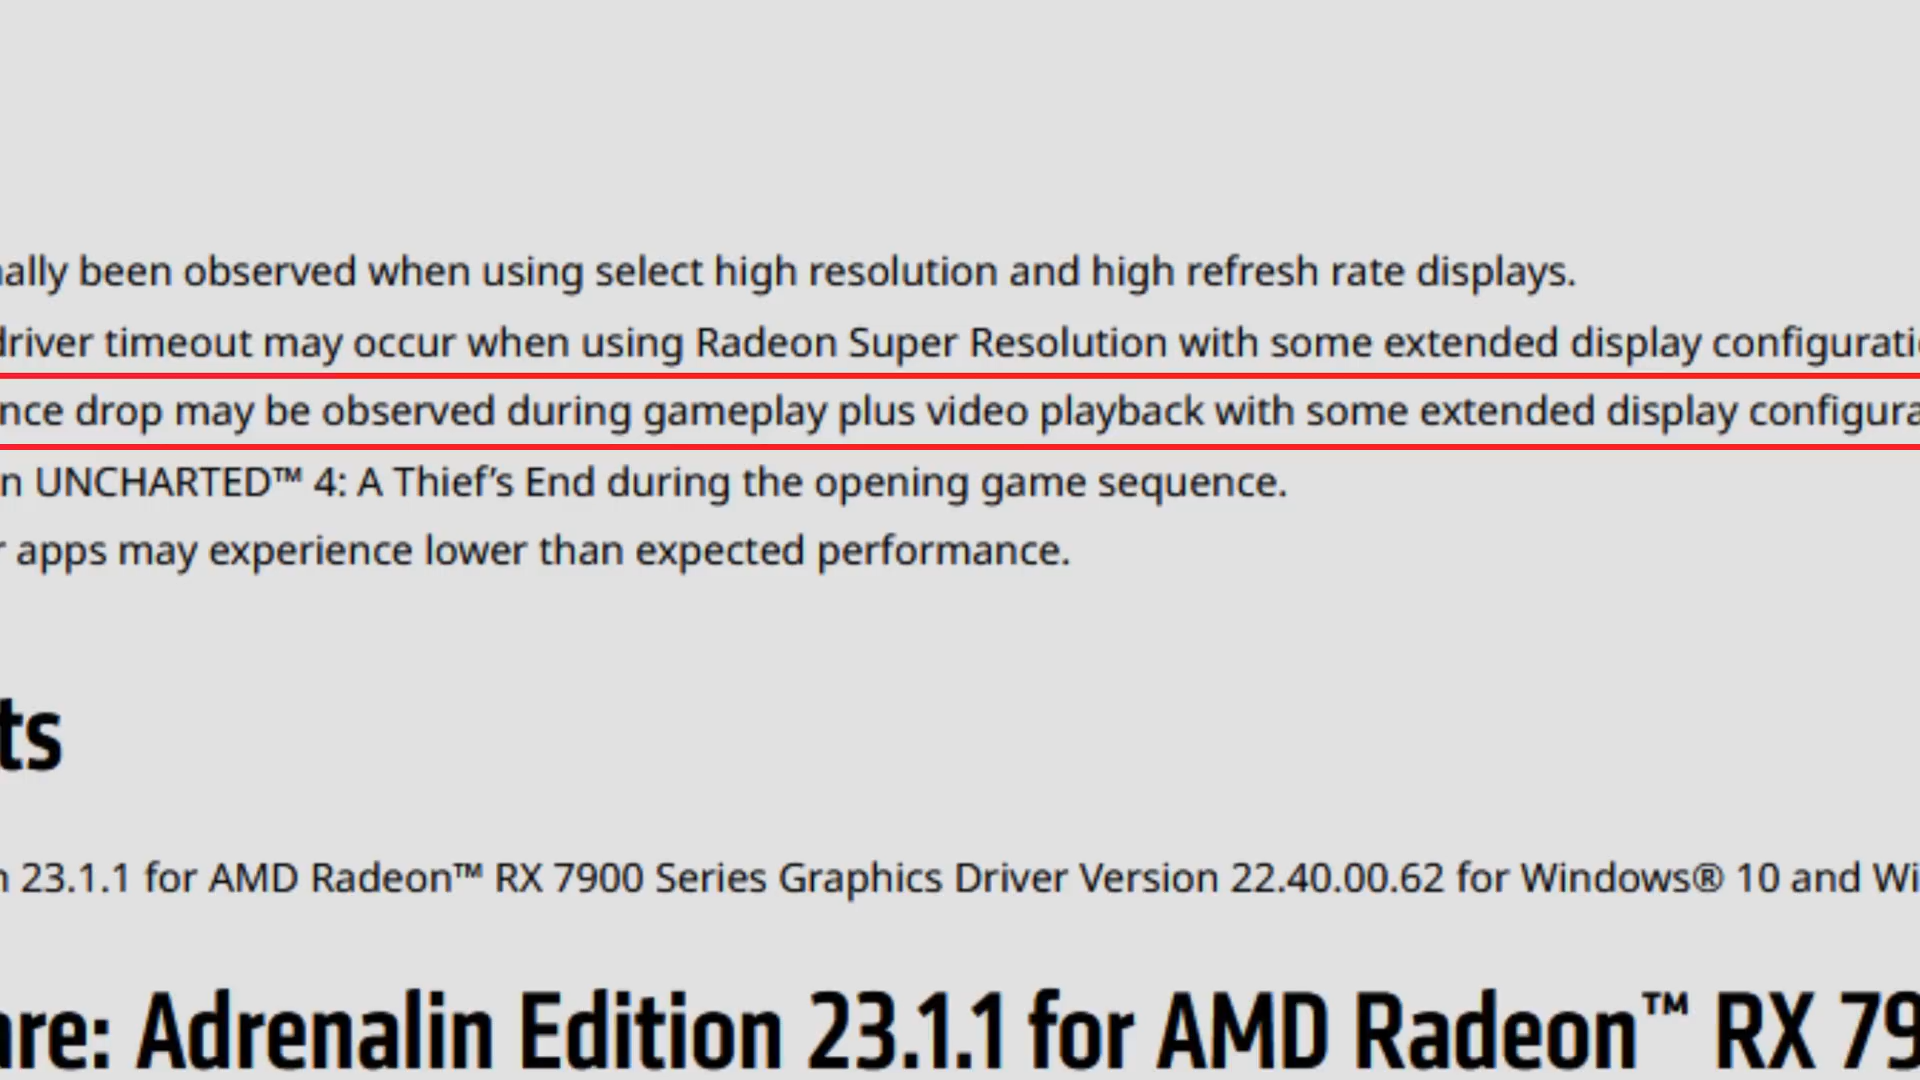 ally been observed when using select high resolution and high refresh rate displays.
driver timeout may occur when using Radeon Super Resolution with some extended display configurati
nce drop may be observed during gameplay plus video playback with some extended display configura
n UNCHARTED™ 4: A Thief’s End during the opening game sequence.
r apps may experience lower than expected performance.
ts
n 23.1.1 for AMD Radeon™ RX 7900 Series Graphics Driver Version 22.40.00.62 for Windows® 10 and Wi
are: Adrenalin Edition 23.1.1 for AMD Radeon™ RX 79